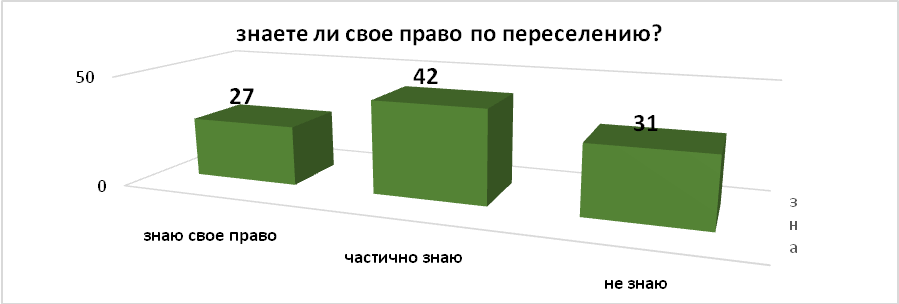 знаете ли свое право по переселению?
50
0
27
42
31
знаю свое право
частично знаю
не знаю
з
н
а